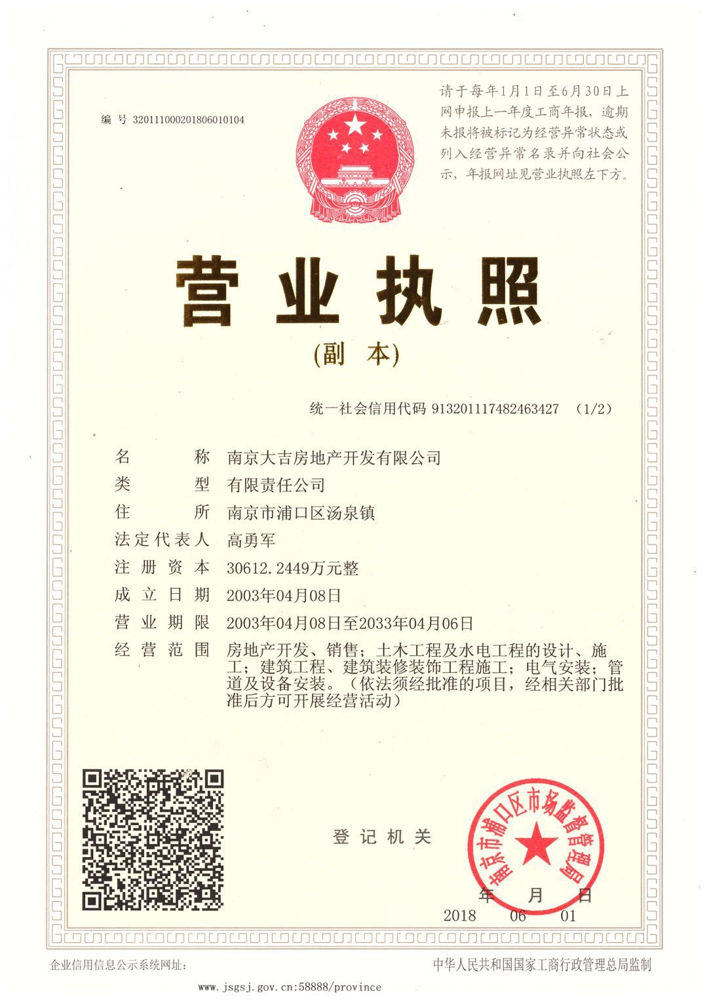 编 号 320111000201806010104
请于每年1月1日至6月30日上
网申报上一年度工商年报，逾期
未报将被标记为经营异常状态或
列入经营异常名录并向社会公
示，年报网址见营业执照左下方。
营业执照
(副 本)
统一社会信用代码 913201117482463427 （1/2）
名 称 南京大吉房地产开发有限公司
类 型 有限责任公司
住 所 南京市浦口区汤泉镇
法定代表人 高勇军
注册资本 30612.2449万元整
成立日期 2003年04月08日
营业期限 2003年04月08日至2033年04月06日
经营范围 房地产开发、销售；土木工程及水电工程的设计、施
工；建筑工程、建筑装修装饰工程施工；电气安装；管
道及设备安装。（依法须经批准的项目，经相关部门批
准后方可开展经营活动）
登记机关
南京市浦口区市场监督管理局
年 月 日
2018 06 01
企业信用信息公示系统网址：
中华人民共和国国家工商行政管理总局监制
www.jsgsj.gov.cn:58888/province